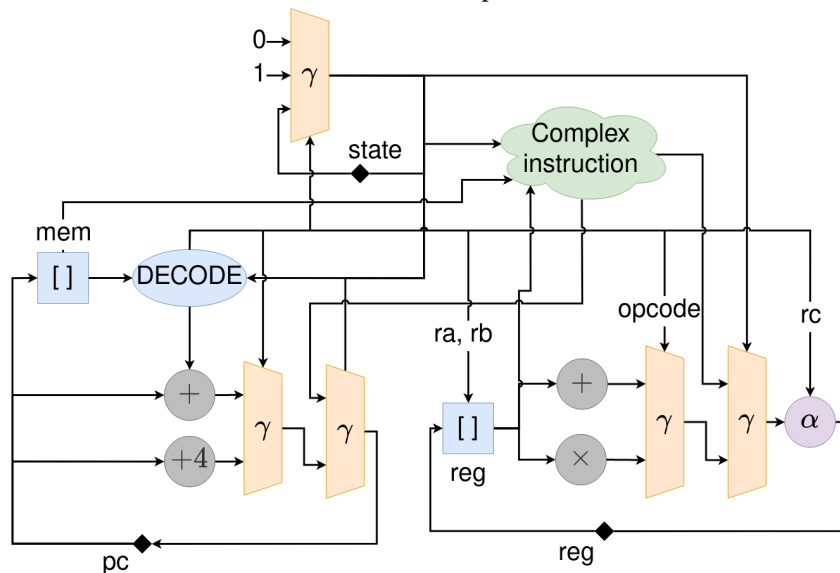 0
1
γ
state
Complex
instruction
mem
[ ]
DECODE
opcode
rc
ra, rb
+
γ
γ
+4
[ ]
reg
+
×
γ
γ
α
pc
reg